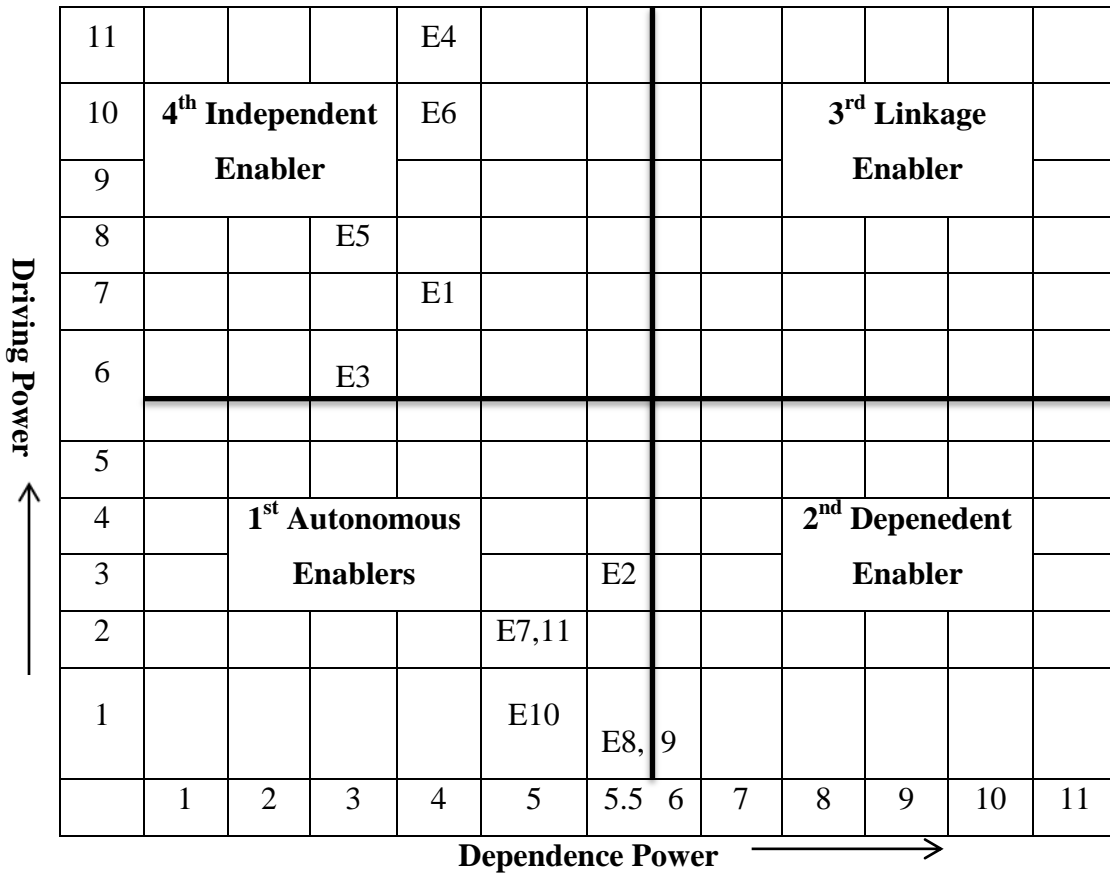 11 E4
10 4th Independent E6 3rd Linkage
Enabler Enabler
9
8 E5
7 E1
6 E3
5
4 1st Autonomous 2nd Depenedent
3 Enablers E2 Enabler
2 E7,11
1 E10 E8, 9
1 2 3 4 5 5.5 6 7 8 9 10 11
Driving Power
Dependence Power